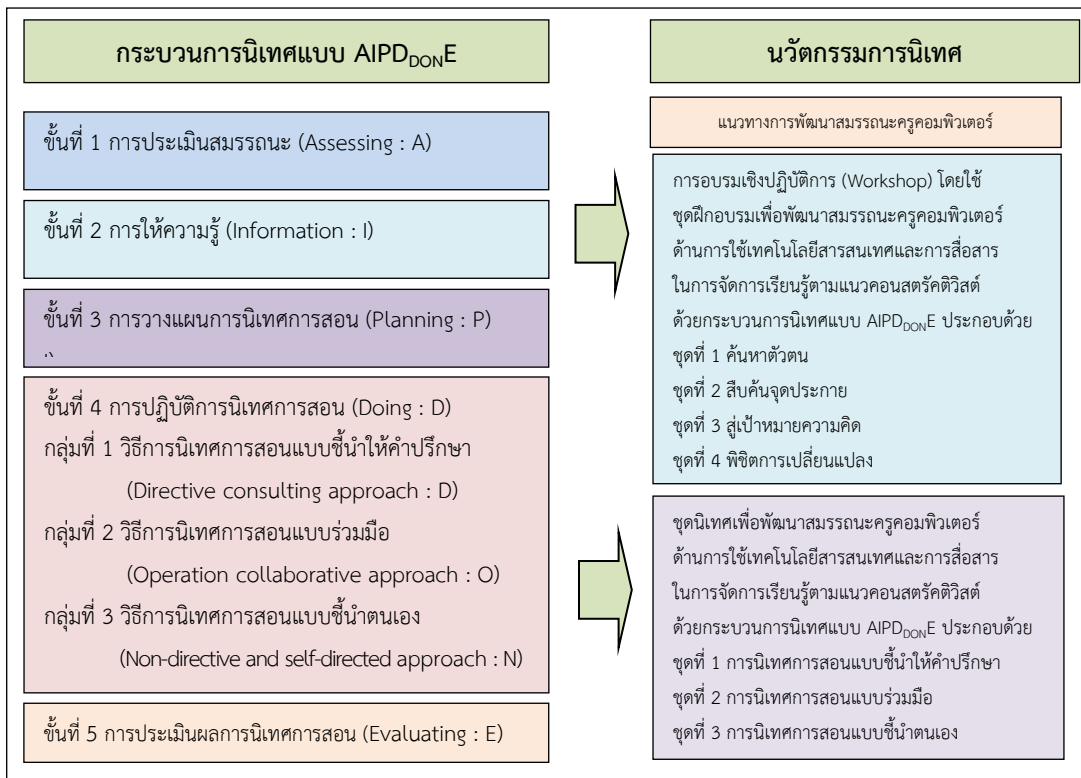 กระบวนการนิเทศแบบ AIPDDONE
ขั้นที่ 1 การประเมินสมรรถนะ (Assessing : A)
ขั้นที่ 2 การให้ความรู้ (Information : I)
ขั้นที่ 3 การวางแผนการนิเทศการสอน (Planning : P)
ขั้นที่ 4 การปฏิบัติการนิเทศการสอน (Doing : D)
กลุ่มที่ 1 วิธีการนิเทศการสอนแบบชี้นำให้คำปรึกษา
(Directive consulting approach : D)
กลุ่มที่ 2 วิธีการนิเทศการสอนแบบร่วมมือ
(Operation collaborative approach : O)
กลุ่มที่ 3 วิธีการนิเทศการสอนแบบชี้นำตนเอง
(Non-directive and self-directed approach : N)
ขั้นที่ 5 การประเมินผลการนิเทศการสอน (Evaluating : E)
นวัตกรรมการนิเทศ
แนวทางการพัฒนาสมรรถนะครูคอมพิวเตอร์
การอบรมเชิงปฏิบัติการ (Workshop) โดยใช้
ชุดฝึกอบรมเพื่อพัฒนาสมรรถนะครูคอมพิวเตอร์
ด้านการใช้เทคโนโลยีสารสนเทศและการสื่อสาร
ในการจัดการเรียนรู้ตามแนวคอนสตรัคติวิสต์
ด้วยกระบวนการนิเทศแบบ AIPDDONE ประกอบด้วย
ชุดที่ 1 ค้นหาตัวตน
ชุดที่ 2 สืบค้นจุดประกาย
ชุดที่ 3 สู่เป้าหมายความคิด
ชุดที่ 4 พิชิตการเปลี่ยนแปลง
ชุดนิเทศเพื่อพัฒนาสมรรถนะครูคอมพิวเตอร์
ด้านการใช้เทคโนโลยีสารสนเทศและการสื่อสาร
ในการจัดการเรียนรู้ตามแนวคอนสตรัคติวิสต์
ด้วยกระบวนการนิเทศแบบ AIPDDONE ประกอบด้วย
ชุดที่ 1 การนิเทศการสอนแบบชี้นำให้คำปรึกษา
ชุดที่ 2 การนิเทศการสอนแบบร่วมมือ
ชุดที่ 3 การนิเทศการสอนแบบชี้นำตนเอง